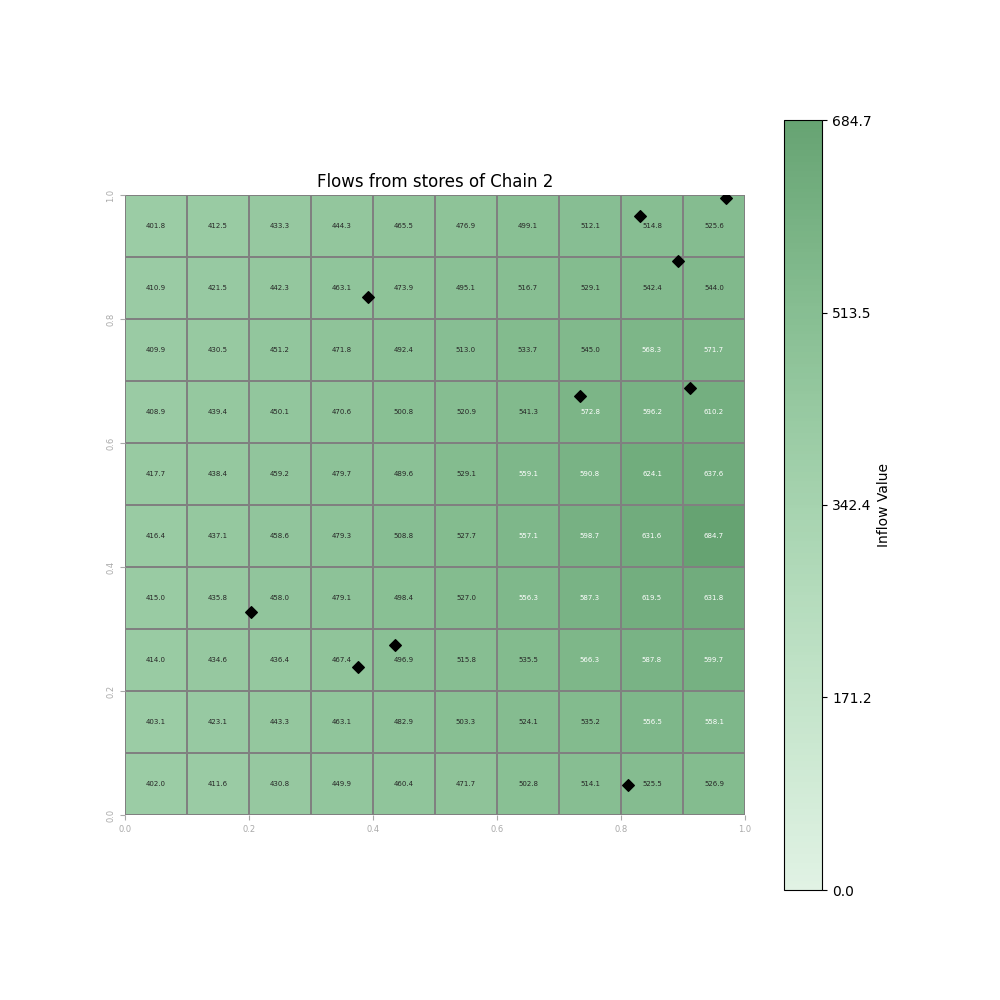 Flows from stores of Chain 2
1.0
401.8 412.5 433.3 444.3 465.5 476.9 499.1 512.1 514.8 525.6
410.9 421.5 442.3 463.1 473.9 495.1 516.7 529.1 542.4 544.0
0.8
409.9 430.5 451.2 471.8 492.4 513.0 533.7 545.0 568.3 571.7
408.9 439.4 450.1 470.6 500.8 520.9 541.3 572.8 596.2 610.2
0.6
417.7 438.4 459.2 479.7 489.6 529.1 559.1 590.8 624.1 637.6
416.4 437.1 458.6 479.3 508.8 527.7 557.1 598.7 631.6 684.7
0.4
415.0 435.8 458.0 479.1 498.4 527.0 556.3 587.3 619.5 631.8
414.0 434.6 436.4 467.4 496.9 515.8 535.5 566.3 587.8 599.7
0.2
403.1 423.1 443.3 463.1 482.9 503.3 524.1 535.2 556.5 558.1
402.0 411.6 430.8 449.9 460.4 471.7 502.8 514.1 525.5 526.9
0.0
0.0 0.2 0.4 0.6 0.8 1.0
684.7
513.5
342.4
171.2
0.0
Inflow Value